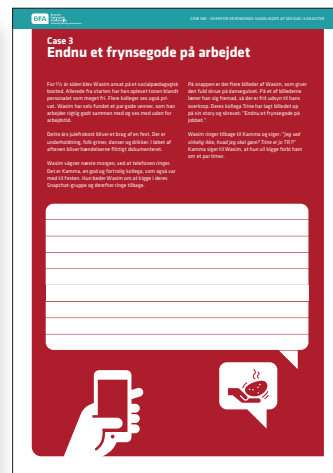 BFA
Case 3
Endnu et frynsegode på arbejdet
For 1½ år siden blev Wasim ansat på et socialpædagogisk
bosted. Allerede fra starten har han oplevet tonen blandt
personalet som meget fri. Flere kolleger ses også pri-
vat. Wasim har selv fundet et par gode venner, som han
arbejder rigtig godt sammen med og ses med uden for
arbejdstid.
Dette års julefrokost bliver et brag af en fest. Der er
underholdning, folk griner, danser og drikker. I løbet af
aftenen bliver hændelserne flittigt dokumenteret.
Wasim vågner næste morgen, ved at telefonen ringer.
Det er Kamma, en god og fortrolig kollega, som også var
med til festen. Hun beder Wasim om at kigge i deres
Snapchat-gruppe og derefter ringe tilbage.
På snappen er der flere billeder af Wasim, som giver
den fuld skrue på dansegulvet. På et af billederne
læner han sig fremad, så der er frit udsyn til hans
overkrop. Deres kollega Trine har lagt billedet op
på sin story og skrevet: "Endnu et frynsegode på
jobbet."
Wasim ringer tilbage til Kamma og siger: "Jeg ved
virkelig ikke, hvad jeg skal gøre? Trine er jo TR?"
Kamma siger til Wasim, at hun vil kigge forbi ham
om et par timer.